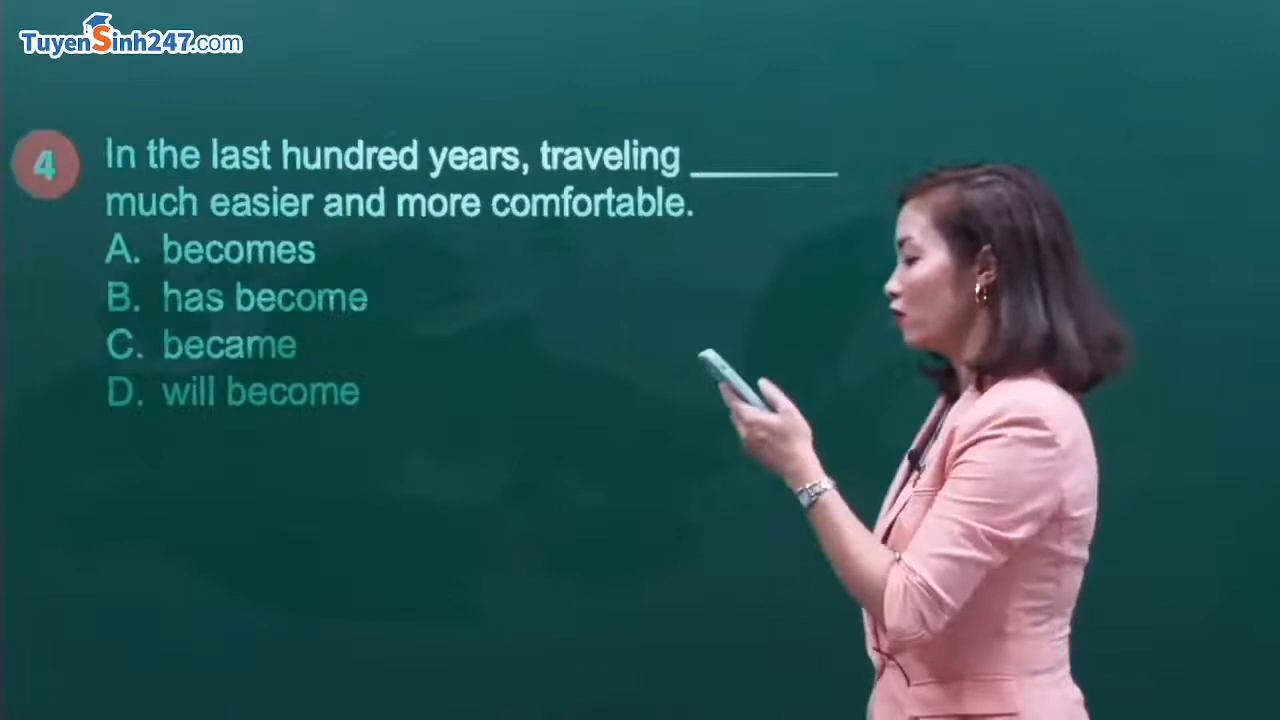 TuyenSinh247.com
4 In the last hundred years, traveling ________
much easier and more comfortable.
A. becomes
B. has become
C. became
D. will become